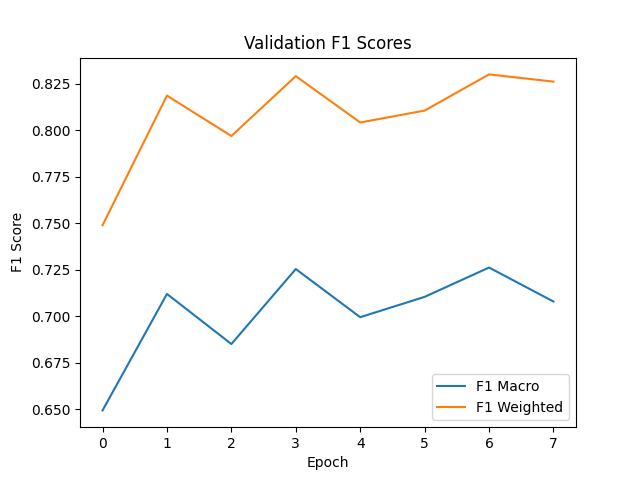 Validation F1 Scores
0.825
0.800
0.775
0.750
0.725
0.700
0.675
0.650
F1 Score
F1 Macro
F1 Weighted
0 1 2 3 4 5 6 7
Epoch